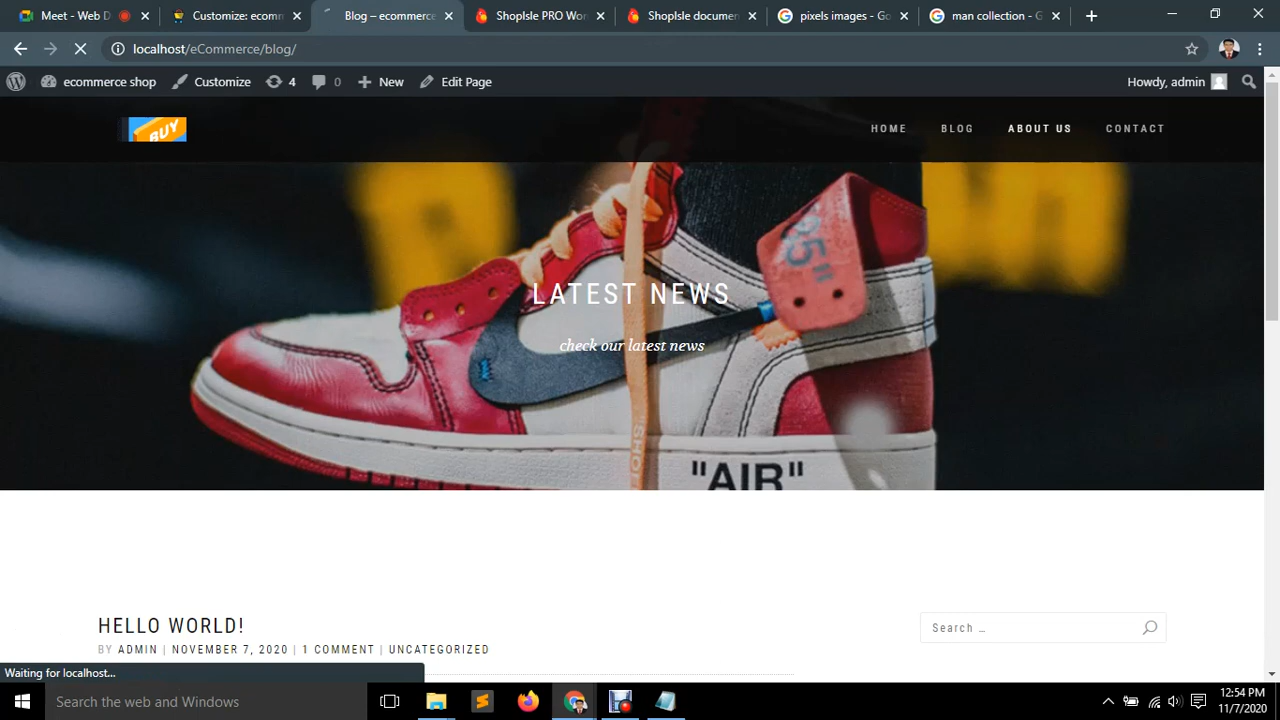 Meet - Web D
Customize: ecomm
Blog – ecommerce
ShopIsle PRO Wor
ShopIsle documen
pixels images - Go
man collection - G
localhost/eCommerce/blog/
ecommerce shop
Customize
4
0
New
Edit Page
Howdy, admin
BUY
HOME
BLOG
ABOUT US
CONTACT
85"
LATEST NEWS
check our latest news
"AIR"
HELLO WORLD!
BY ADMIN | NOVEMBER 7, 2020 | 1 COMMENT | UNCATEGORIZED
Search …
Waiting for localhost...
Search the web and Windows
12:54 PM
11/7/2020